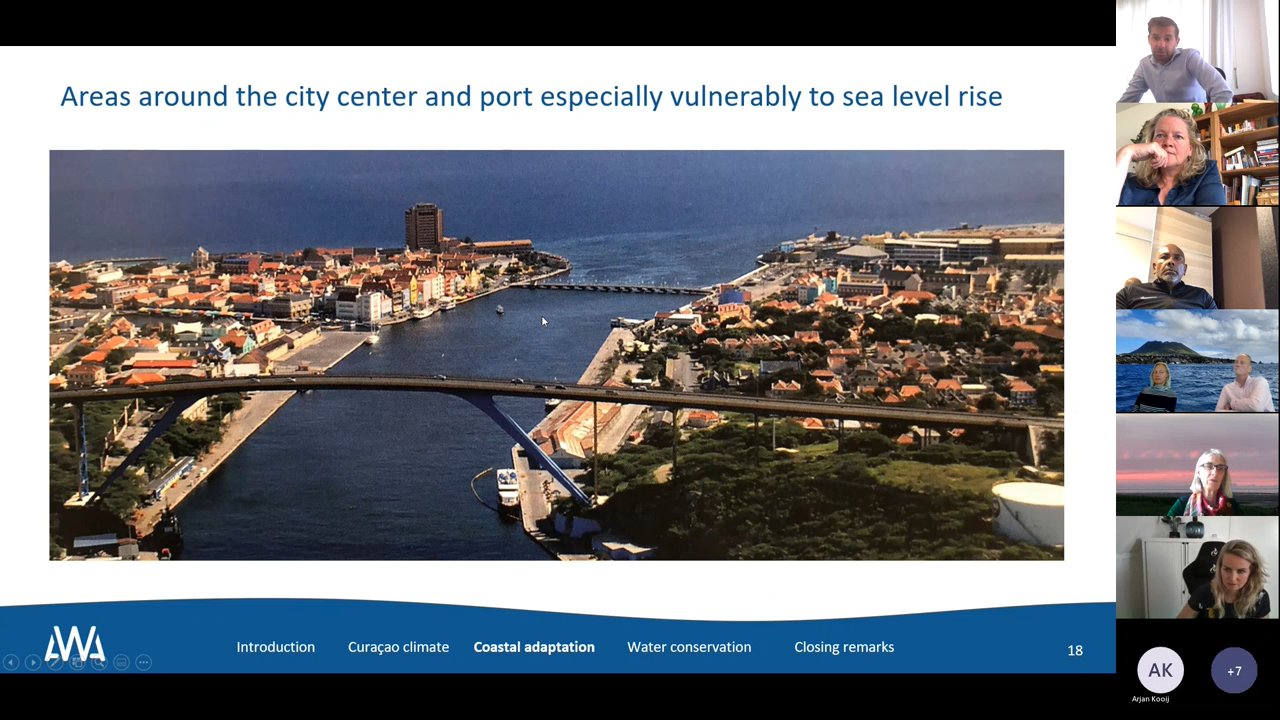 Areas around the city center and port especially vulnerably to sea level rise
AWA
Introduction
Curaçao climate
Coastal adaptation
Water conservation
Closing remarks
18
AK
+7
Arjan Kooij